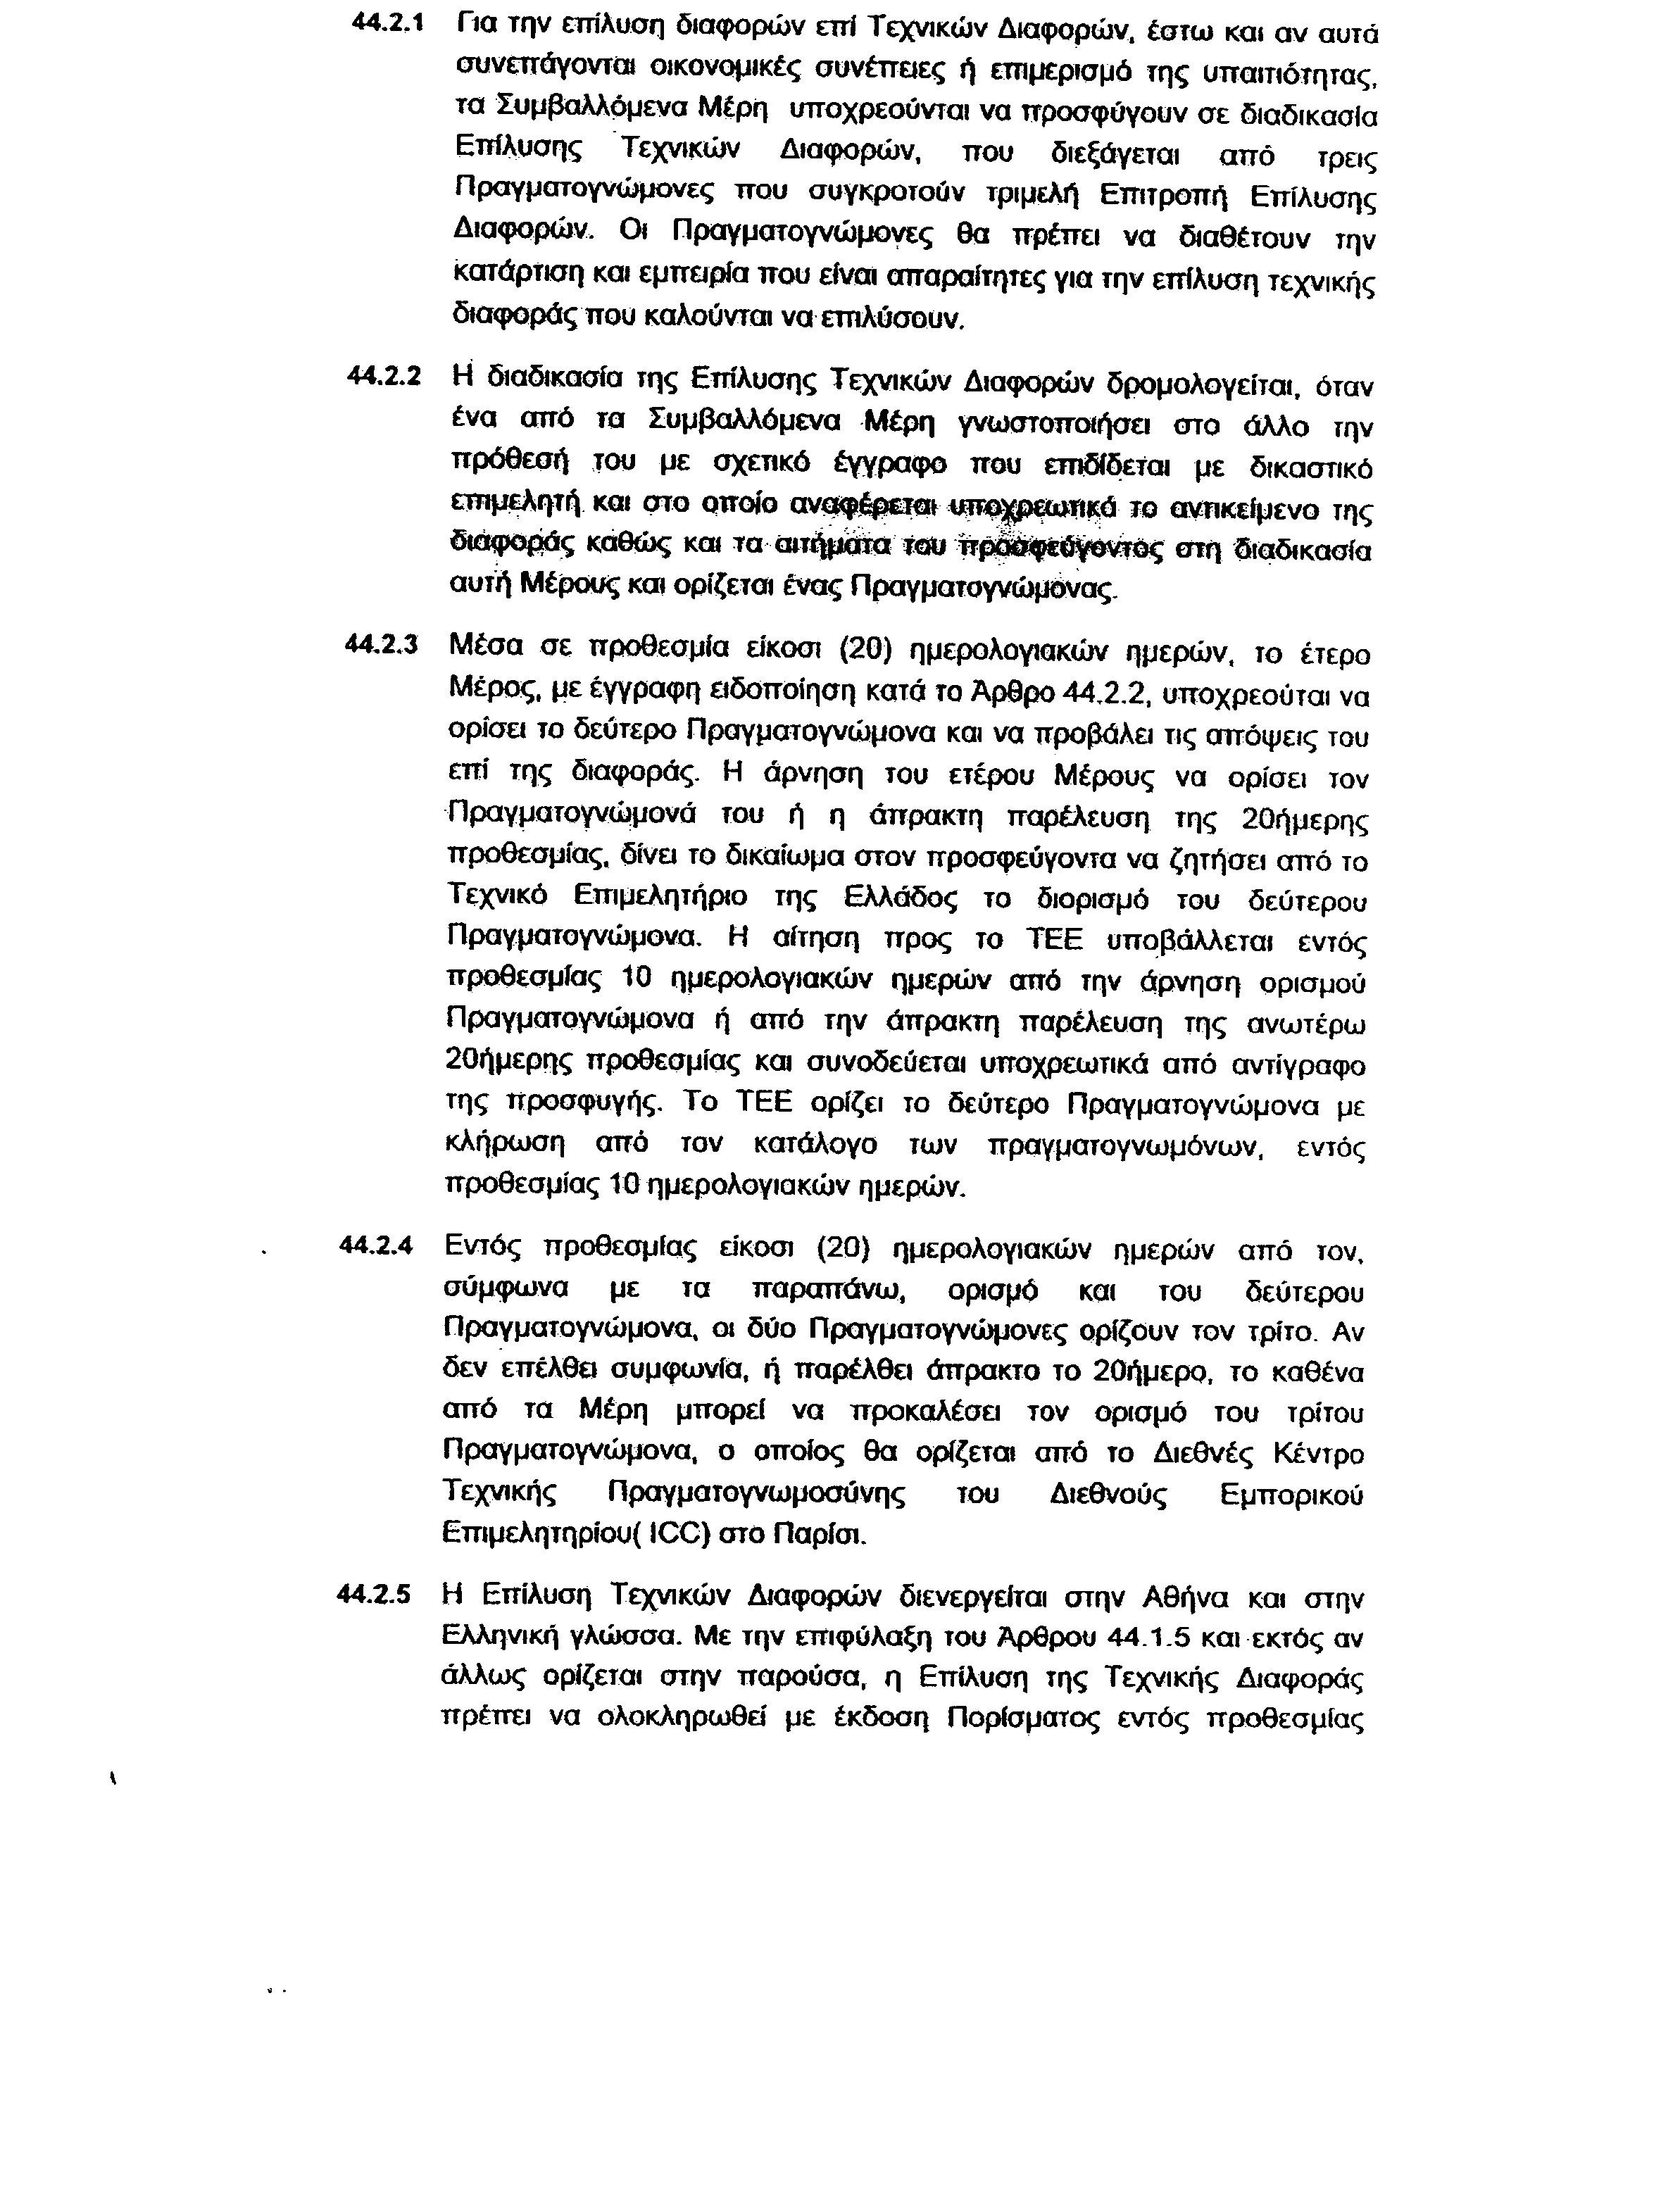 44.2.1 Για την επίλυση διαφορών επί Τεχνικών Διαφορών, έστω και αν αυτά
συνεπάγονται οικονομικές συνέπειες ή επιμερισμό της υπαιτιότητας,
τα Συμβαλλόμενα Μέρη υποχρεούνται να προσφύγουν σε διαδικασία
Επίλυσης Τεχνικών Διαφορών, που διεξάγεται από τρεις
Πραγματογνώμονες που συγκροτούν τριμελή Επιτροπή Επίλυσης
Διαφορών. Οι Πραγματογνώμονες θα πρέπει να διαθέτουν την
κατάρτιση και εμπειρία που είναι απαραίτητες για την επίλυση τεχνικής
διαφοράς που καλούνται να επιλύσουν.
44.2.2 Η διαδικασία της Επίλυσης Τεχνικών Διαφορών δρομολογείται, όταν
ένα από τα Συμβαλλόμενα Μέρη γνωστοποιήσει στο άλλο την
πρόθεσή του με σχετικό έγγραφο που επιδίδεται με δικαστικό
επιμελητή και στο οποίο αναφέρεται υποχρεωτικά το αντικείμενο της
διαφοράς καθώς και τα αιτήματα του προσφεύγοντος στη διαδικασία
αυτή Μέρους και ορίζεται ένας Πραγματογνώμονας.
44.2.3 Μέσα σε προθεσμία είκοσι (20) ημερολογιακών ημερών, το έτερο
Μέρος, με έγγραφη ειδοποίηση κατά το Άρθρο 44.2.2, υποχρεούται να
ορίσει το δεύτερο Πραγματογνώμονα και να προβάλει τις απόψεις του
επί της διαφοράς. Η άρνηση του ετέρου Μέρους να ορίσει τον
Πραγματογνώμονά του ή η άπρακτη παρέλευση της 20ήμερης
προθεσμίας, δίνει το δικαίωμα στον προσφεύγοντα να ζητήσει από το
Τεχνικό Επιμελητήριο της Ελλάδος το διορισμό του δεύτερου
Πραγματογνώμονα. Η αίτηση προς το ΤΕΕ υποβάλλεται εντός
προθεσμίας 10 ημερολογιακών ημερών από την άρνηση ορισμού
Πραγματογνώμονα ή από την άπρακτη παρέλευση της ανωτέρω
20ήμερης προθεσμίας και συνοδεύεται υποχρεωτικά από αντίγραφο
της προσφυγής. Το ΤΕΕ ορίζει το δεύτερο Πραγματογνώμονα με
κλήρωση από τον κατάλογο των πραγματογνωμόνων, εντός
προθεσμίας 10 ημερολογιακών ημερών.
44.2.4 Εντός προθεσμίας είκοσι (20) ημερολογιακών ημερών από τον,
σύμφωνα με τα παραπάνω, ορισμό και του δεύτερου
Πραγματογνώμονα, οι δύο Πραγματογνώμονες ορίζουν τον τρίτο. Αν
δεν επέλθει συμφωνία, ή παρέλθει άπρακτο το 20ήμερο, το καθένα
από τα Μέρη μπορεί να προκαλέσει τον ορισμό του τρίτου
Πραγματογνώμονα, ο οποίος θα ορίζεται από το Διεθνές Κέντρο
Τεχνικής Πραγματογνωμοσύνης του Διεθνούς Εμπορικού
Επιμελητηρίου( ICC) στο Παρίσι.
44.2.5 Η Επίλυση Τεχνικών Διαφορών διενεργείται στην Αθήνα και στην
Ελληνική γλώσσα. Με την επιφύλαξη του Άρθρου 44.1.5 και εκτός αν
άλλως ορίζεται στην παρούσα, η Επίλυση της Τεχνικής Διαφοράς
πρέπει να ολοκληρωθεί με έκδοση Πορίσματος εντός προθεσμίας